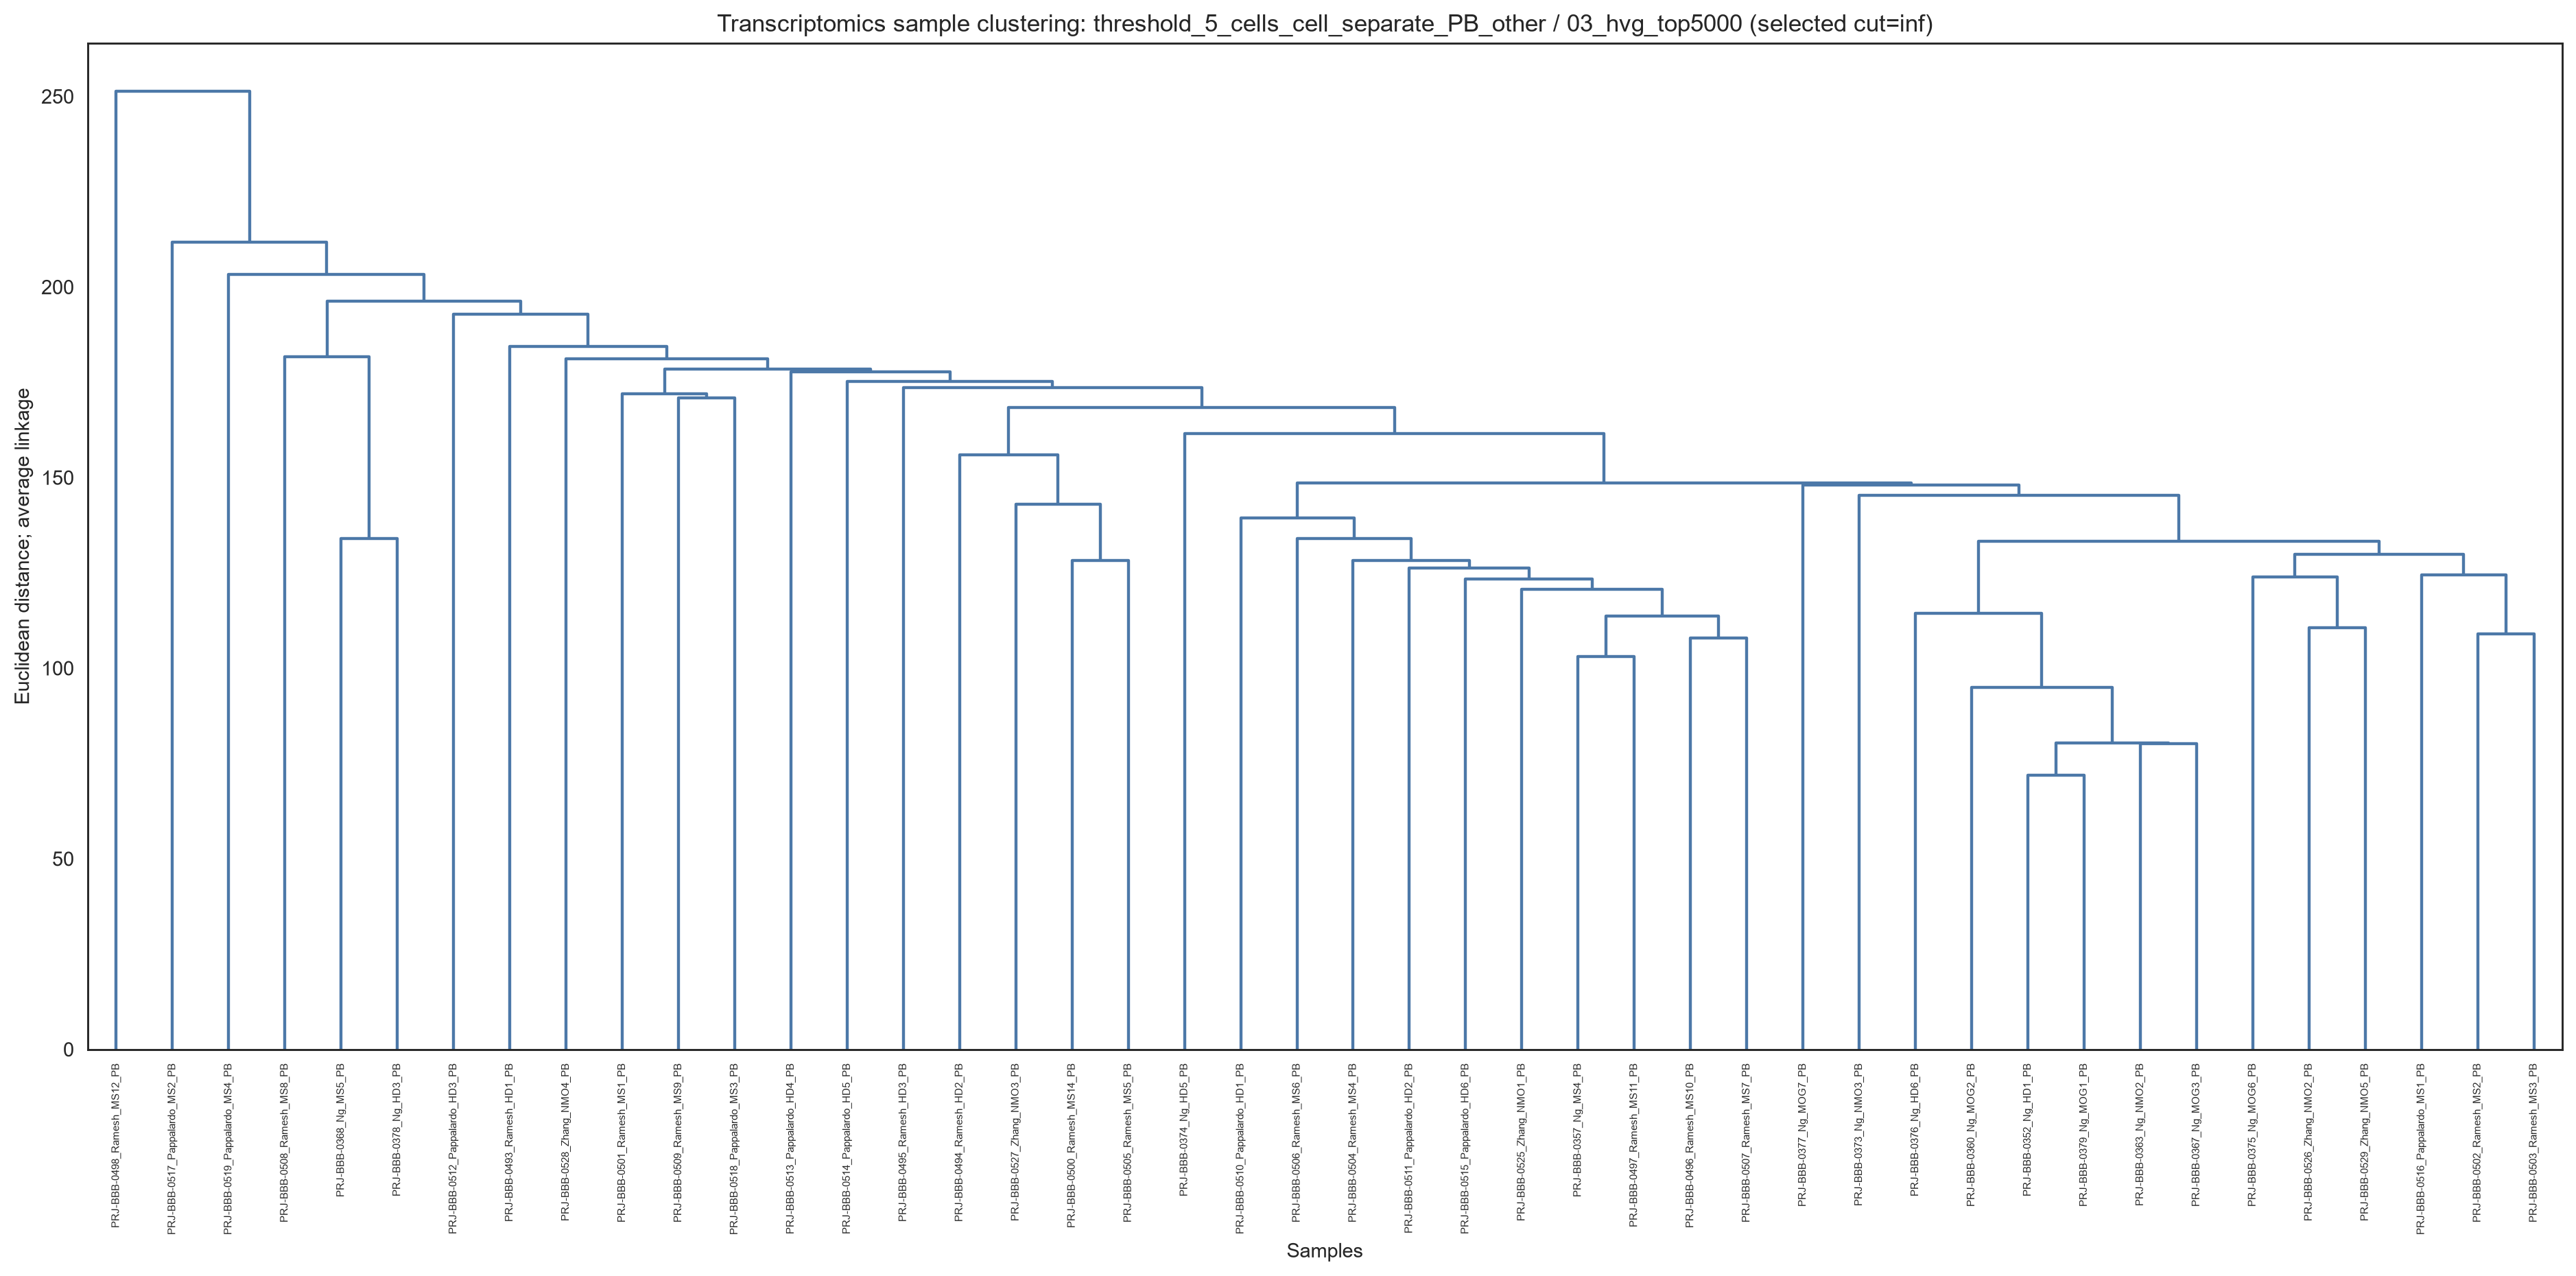 Transcriptomics sample clustering: threshold_5_cells_cell_separate_PB_other / 03_hvg_top5000 (selected cut=inf)
Euclidean distance; average linkage
250
200
150
100
50
0
PRJ-BBB-0498_Ramesh_MS12_PB
PRJ-BBB-0517_Pappalardo_MS2_PB
PRJ-BBB-0519_Pappalardo_MS4_PB
PRJ-BBB-0508_Ramesh_MS8_PB
PRJ-BBB-0368_Ng_MS5_PB
PRJ-BBB-0378_Ng_HD3_PB
PRJ-BBB-0512_Pappalardo_HD3_PB
PRJ-BBB-0493_Ramesh_HD1_PB
PRJ-BBB-0528_Zhang_NMO4_PB
PRJ-BBB-0501_Ramesh_MS1_PB
PRJ-BBB-0509_Ramesh_MS9_PB
PRJ-BBB-0518_Pappalardo_MS3_PB
PRJ-BBB-0513_Pappalardo_HD4_PB
PRJ-BBB-0514_Pappalardo_HD5_PB
PRJ-BBB-0495_Ramesh_HD3_PB
PRJ-BBB-0494_Ramesh_HD2_PB
PRJ-BBB-0527_Zhang_NMO3_PB
PRJ-BBB-0500_Ramesh_MS14_PB
PRJ-BBB-0505_Ramesh_MS5_PB
PRJ-BBB-0374_Ng_HD5_PB
PRJ-BBB-0510_Pappalardo_HD1_PB
PRJ-BBB-0506_Ramesh_MS6_PB
PRJ-BBB-0504_Ramesh_MS4_PB
PRJ-BBB-0511_Pappalardo_HD2_PB
PRJ-BBB-0515_Pappalardo_HD6_PB
PRJ-BBB-0525_Zhang_NMO1_PB
PRJ-BBB-0357_Ng_MS4_PB
PRJ-BBB-0497_Ramesh_MS11_PB
PRJ-BBB-0496_Ramesh_MS10_PB
PRJ-BBB-0507_Ramesh_MS7_PB
PRJ-BBB-0377_Ng_MOG7_PB
PRJ-BBB-0373_Ng_NMO3_PB
PRJ-BBB-0376_Ng_HD6_PB
PRJ-BBB-0360_Ng_MOG2_PB
PRJ-BBB-0352_Ng_HD1_PB
PRJ-BBB-0379_Ng_MOG1_PB
PRJ-BBB-0363_Ng_NMO2_PB
PRJ-BBB-0367_Ng_MOG3_PB
PRJ-BBB-0375_Ng_MOG6_PB
PRJ-BBB-0526_Zhang_NMO2_PB
PRJ-BBB-0529_Zhang_NMO5_PB
PRJ-BBB-0516_Pappalardo_MS1_PB
PRJ-BBB-0502_Ramesh_MS2_PB
PRJ-BBB-0503_Ramesh_MS3_PB
Samples